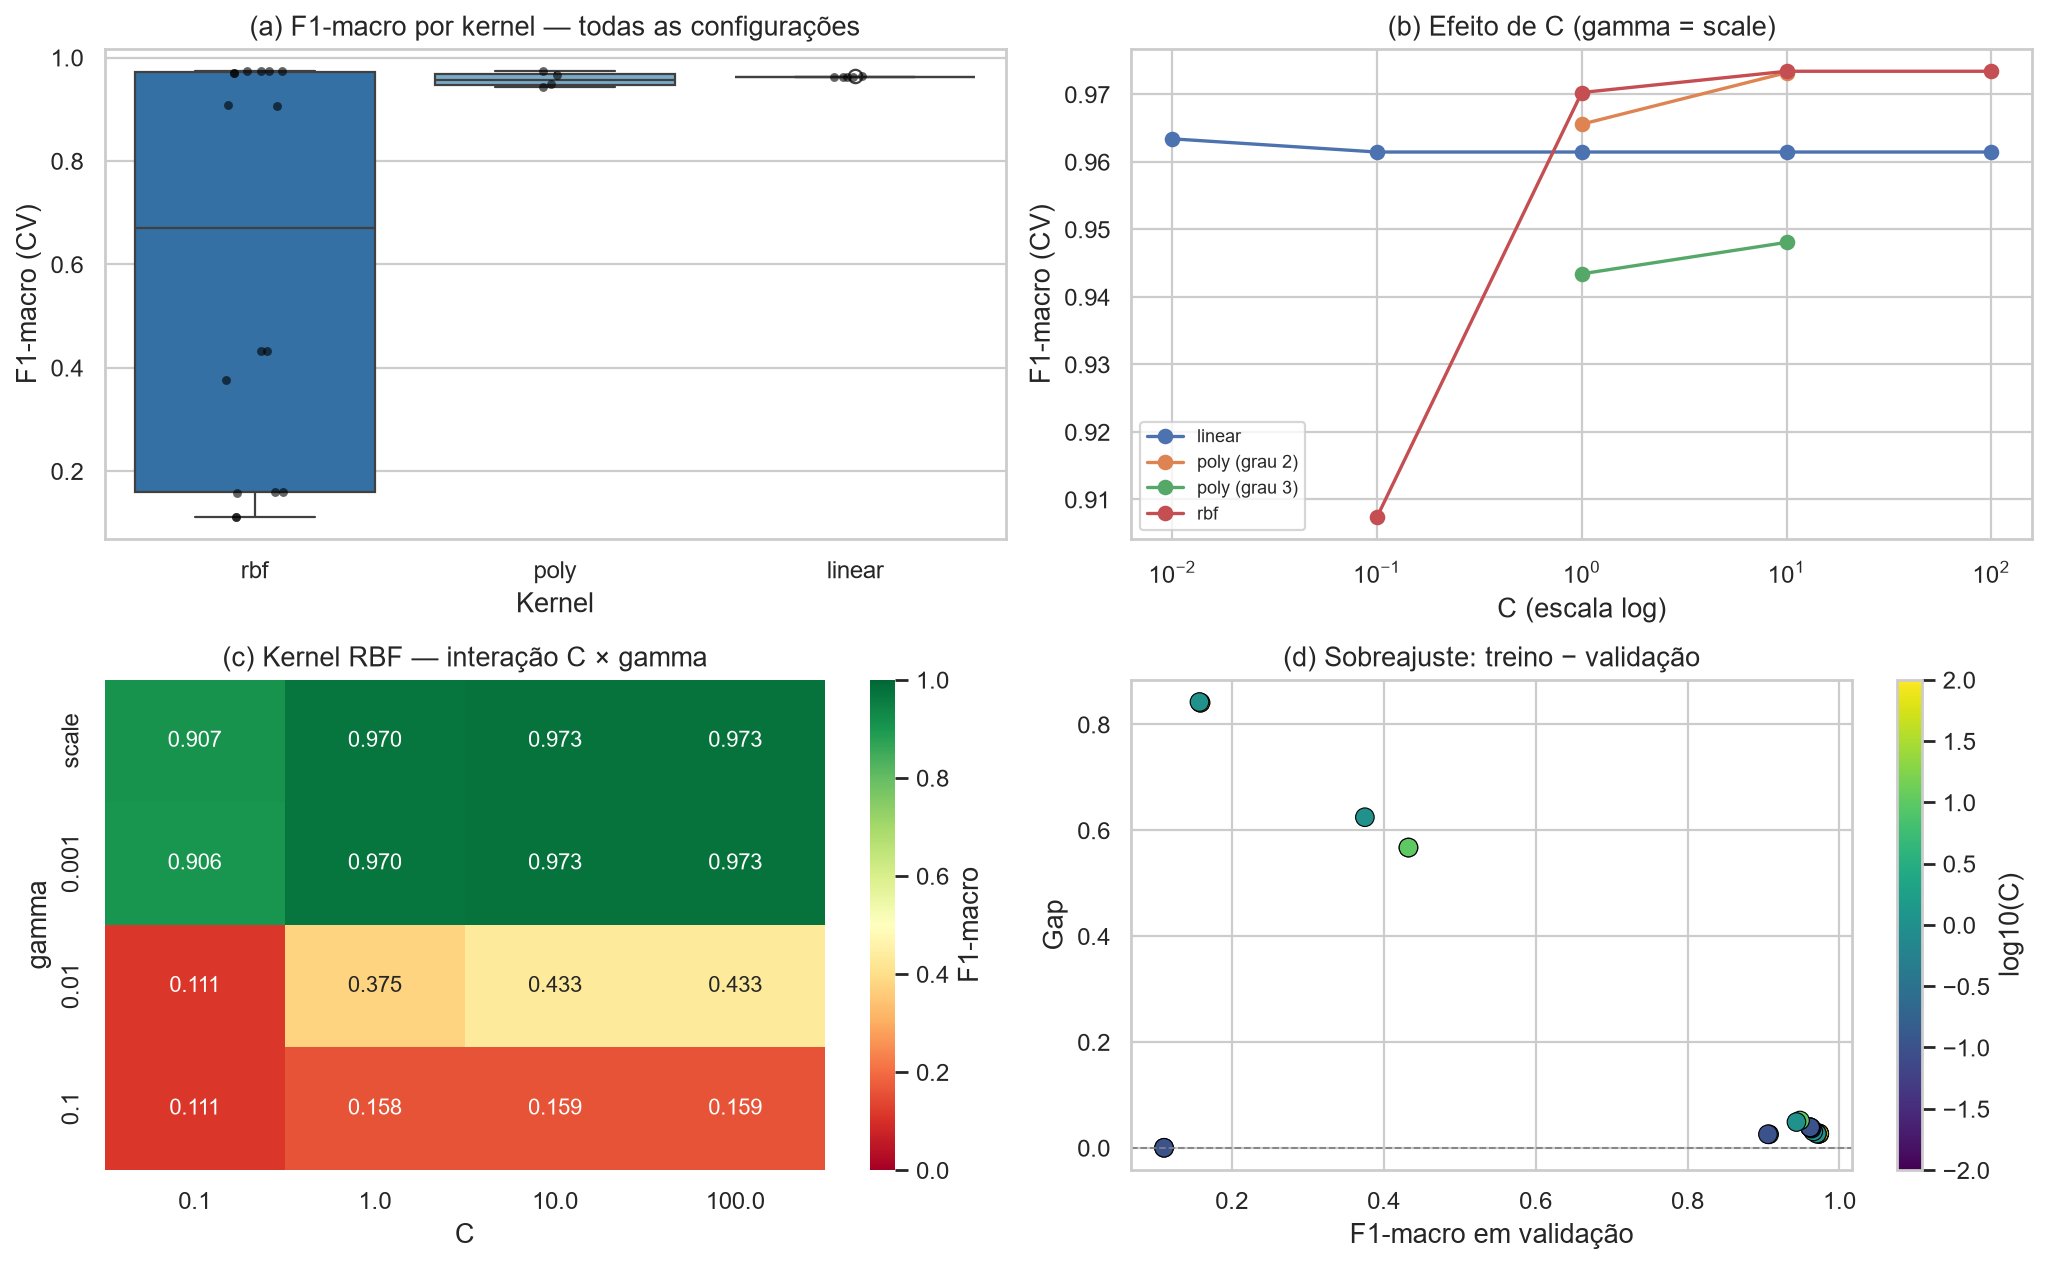 (a) F1-macro por kernel — todas as configurações
F1-macro (CV)
1.0
0.8
0.6
0.4
0.2
rbf
poly
linear
Kernel
(b) Efeito de C (gamma = scale)
F1-macro (CV)
0.97
0.96
0.95
0.94
0.93
0.92
0.91
linear
poly (grau 2)
poly (grau 3)
rbf
10⁻²
10⁻¹
10⁰
10¹
10²
C (escala log)
(c) Kernel RBF — interação C × gamma
gamma
scale
0.907 0.970 0.973 0.973
0.001
0.906 0.970 0.973 0.973
0.01
0.111 0.375 0.433 0.433
0.1
0.111 0.158 0.159 0.159
0.1
1.0
10.0
100.0
C
1.0
0.8
0.6
0.4
0.2
0.0
F1-macro
(d) Sobreajuste: treino − validação
Gap
0.8
0.6
0.4
0.2
0.0
0.2
0.4
0.6
0.8
1.0
F1-macro em validação
2.0
1.5
1.0
0.5
0.0
−0.5
−1.0
−1.5
−2.0
log10(C)